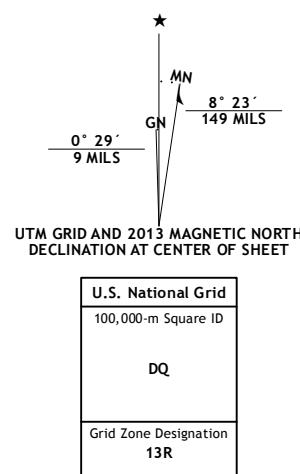 ★
MN
GN
8° 23´
149 MILS
0° 29´
9 MILS
UTM GRID AND 2013 MAGNETIC NORTH
DECLINATION AT CENTER OF SHEET
U.S. National Grid
100,000-m Square ID
DQ
Grid Zone Designation
13R